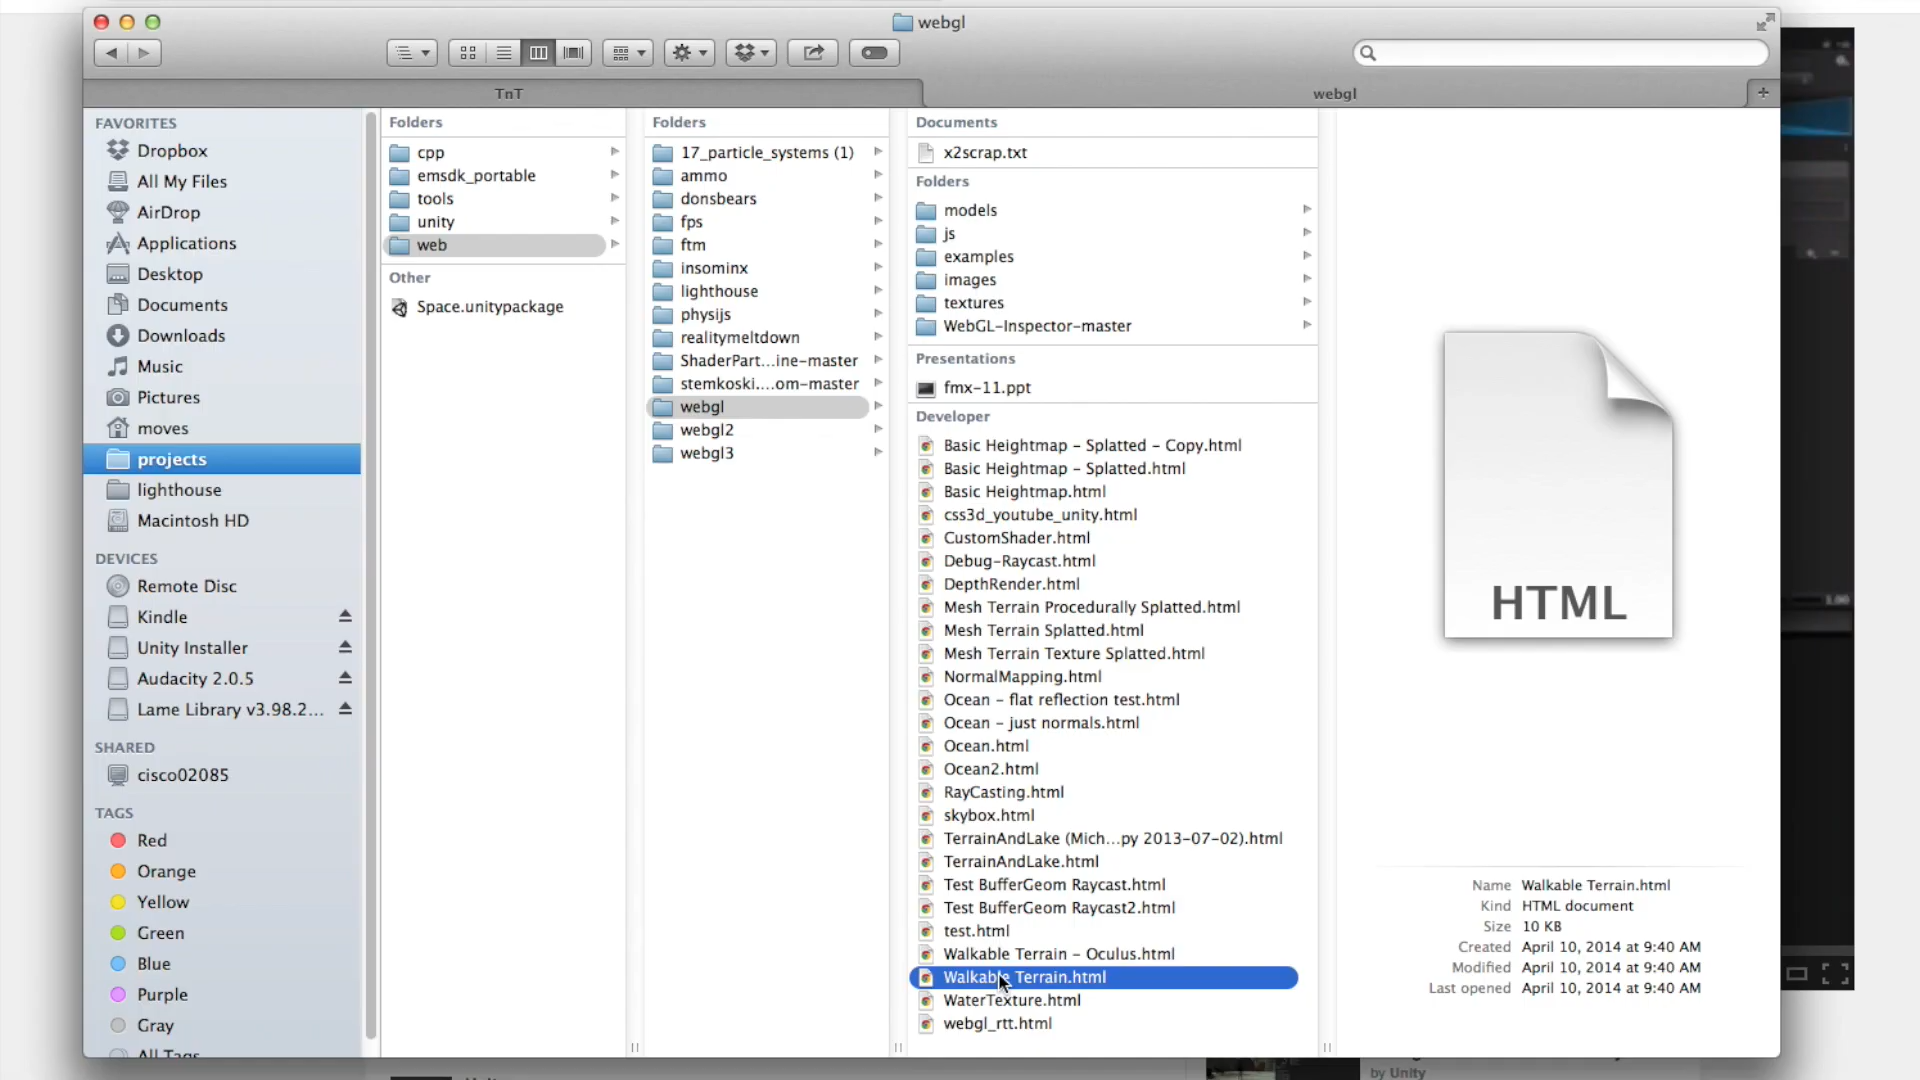 webgl
TnT
webgl
FAVORITES
Dropbox
All My Files
AirDrop
Applications
Desktop
Documents
Downloads
Music
Pictures
moves
projects
lighthouse
Macintosh HD
DEVICES
Remote Disc
Kindle
Unity Installer
Audacity 2.0.5
Lame Library v3.98.2...
SHARED
cisco02085
TAGS
Red
Orange
Yellow
Green
Blue
Purple
Gray
All Tags
Folders
cpp
emsdk_portable
tools
unity
web
Other
Space.unitypackage
Folders
17_particle_systems (1)
ammo
donsbears
fps
ftm
insominx
lighthouse
physijs
realitymeltdown
ShaderPart...ine-master
stemkoski....om-master
webgl
webgl2
webgl3
Documents
x2scrap.txt
Folders
models
js
examples
images
textures
WebGL-Inspector-master
Presentations
fmx-11.ppt
Developer
Basic Heightmap - Splatted - Copy.html
Basic Heightmap - Splatted.html
Basic Heightmap.html
css3d_youtube_unity.html
CustomShader.html
Debug-Raycast.html
DepthRender.html
Mesh Terrain Procedurally Splatted.html
Mesh Terrain Splatted.html
Mesh Terrain Texture Splatted.html
NormalMapping.html
Ocean - flat reflection test.html
Ocean - just normals.html
Ocean.html
Ocean2.html
RayCasting.html
skybox.html
TerrainAndLake (Mich...py 2013-07-02).html
TerrainAndLake.html
Test BufferGeom Raycast.html
Test BufferGeom Raycast2.html
test.html
Walkable Terrain - Oculus.html
Walkable Terrain.html
WaterTexture.html
webgl_rtt.html
HTML
Name Walkable Terrain.html
Kind HTML document
Size 10 KB
Created April 10, 2014 at 9:40 AM
Modified April 10, 2014 at 9:40 AM
Last opened April 10, 2014 at 9:40 AM
1.00
by Unity